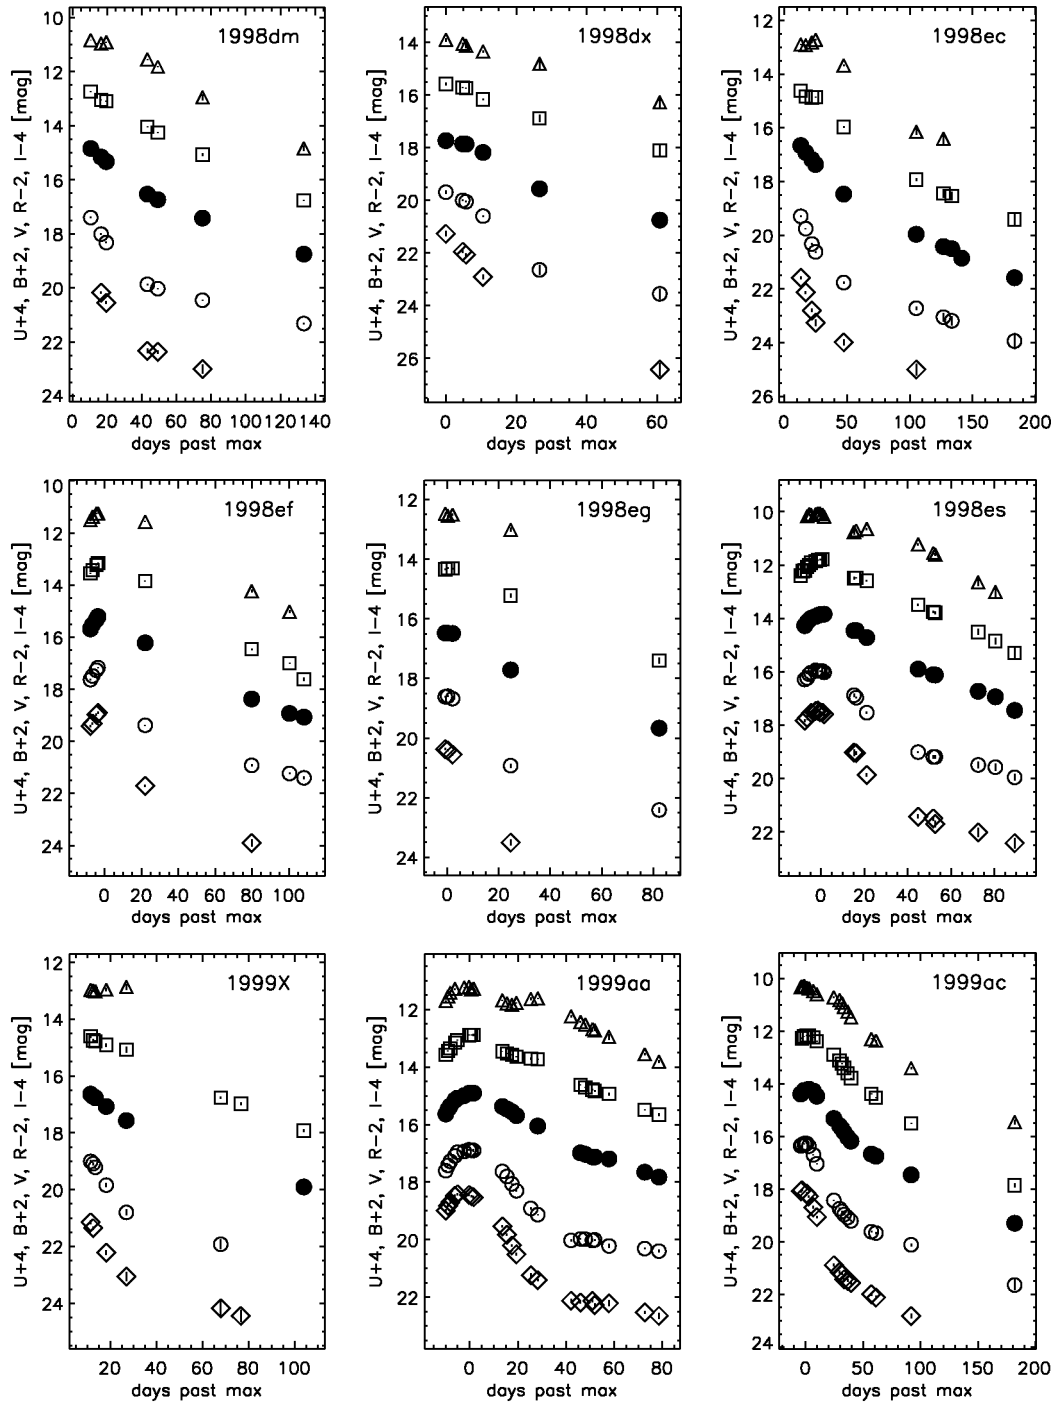 1998dm
U+4, B+2, V, R−2, I−4 [mag]
10
12
14
16
18
20
22
24
0 20 40 60 80 100 120 140
days past max
1998dx
U+4, B+2, V, R−2, I−4 [mag]
14
16
18
20
22
24
26
0 20 40 60
days past max
1998ec
U+4, B+2, V, R−2, I−4 [mag]
12
14
16
18
20
22
24
26
0 50 100 150 200
days past max
1998ef
U+4, B+2, V, R−2, I−4 [mag]
10
12
14
16
18
20
22
24
0 20 40 60 80 100
days past max
1998eg
U+4, B+2, V, R−2, I−4 [mag]
12
14
16
18
20
22
24
0 20 40 60 80
days past max
1998es
U+4, B+2, V, R−2, I−4 [mag]
10
12
14
16
18
20
22
0 20 40 60 80
days past max
1999X
U+4, B+2, V, R−2, I−4 [mag]
12
14
16
18
20
22
24
20 40 60 80 100
days past max
1999aa
U+4, B+2, V, R−2, I−4 [mag]
12
14
16
18
20
22
0 20 40 60 80
days past max
1999ac
U+4, B+2, V, R−2, I−4 [mag]
10
12
14
16
18
20
22
24
0 50 100 150 200
days past max